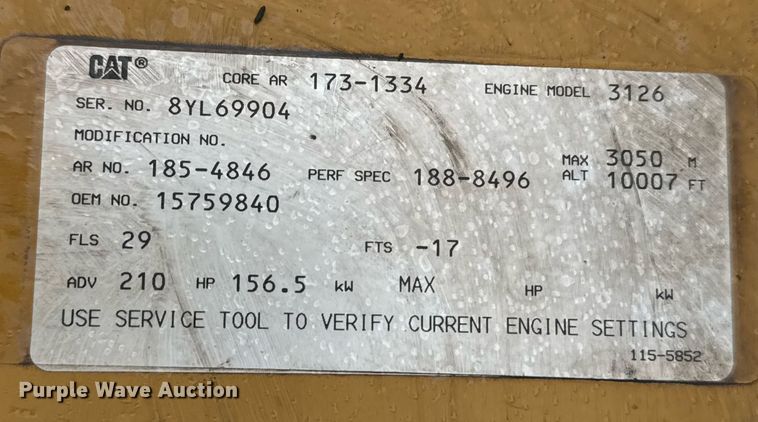 CAT® CORE AR 173-1334 ENGINE MODEL 3126
SER. NO. 8YL69904
MODIFICATION NO.
AR NO. 185-4846 PERF SPEC 188-8496 MAX ALT 3050 M 10007 FT
OEM NO. 15759840
FLS 29 FTS -17
ADV 210 HP 156.5 kW MAX HP kW
USE SERVICE TOOL TO VERIFY CURRENT ENGINE SETTINGS
115-5852
Purple Wave Auction